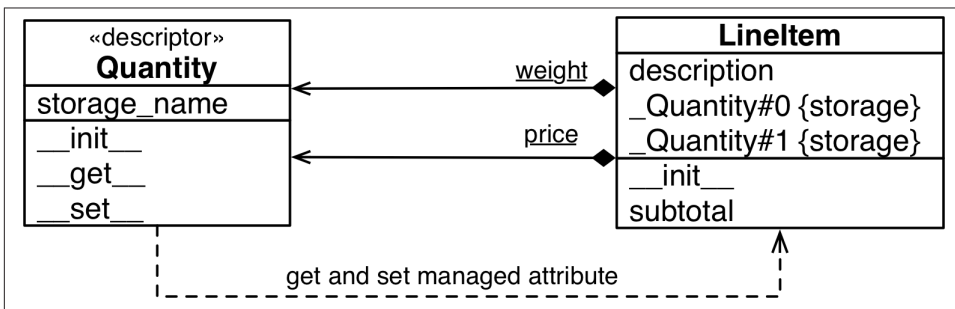 «descriptor»
Quantity
storage_name
__init__
__get__
__set__
weight
price
LineItem
description
_Quantity#0 {storage}
_Quantity#1 {storage}
__init__
subtotal
get and set managed attribute